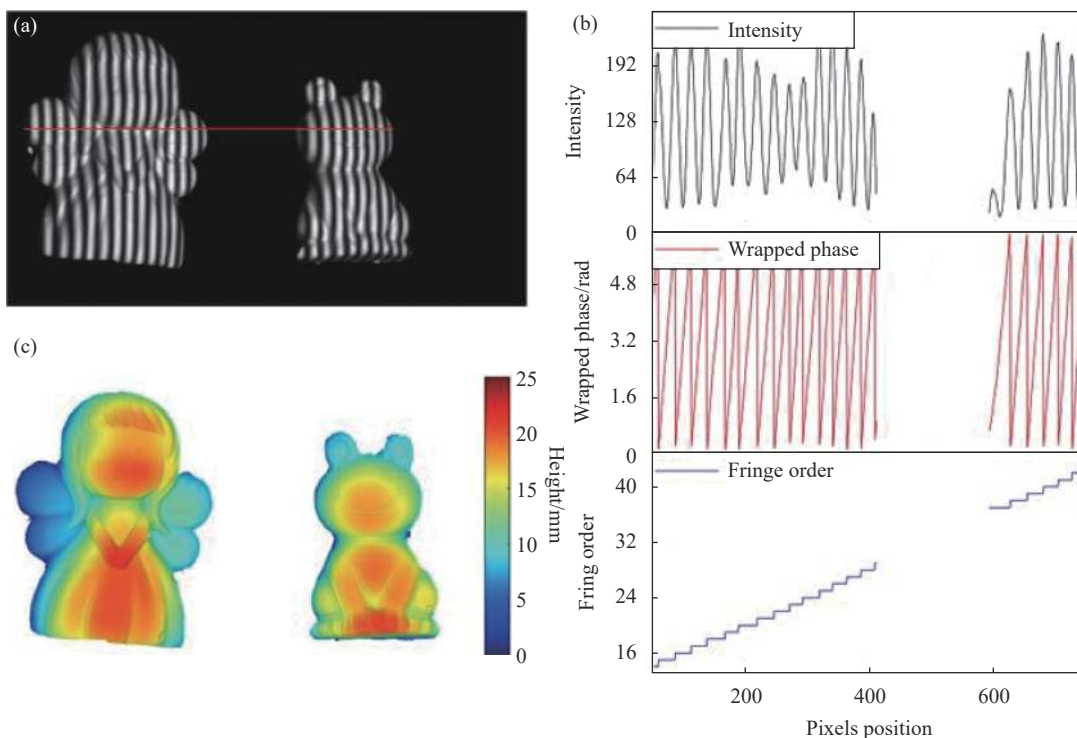 (a)
(b)
Intensity
192
128
64
0
Intensity
Wrapped phase
4.8
3.2
1.6
0
Wrapped phase/rad
Fringe order
40
32
24
16
Fring order
200
400
600
Pixels position
(c)
25
20
15
10
5
0
Height/mm